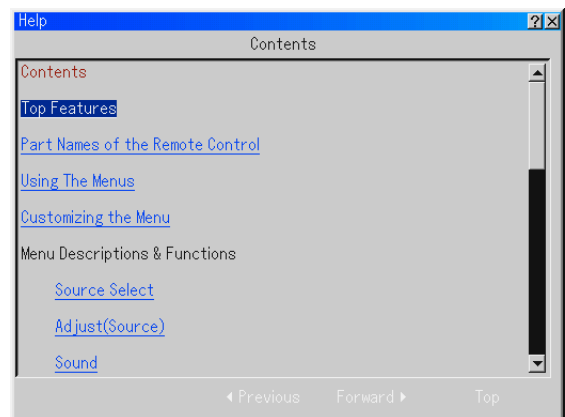 Help
Contents
Contents
Top Features
Part Names of the Remote Control
Using The Menus
Customizing the Menu
Menu Descriptions & Functions
Source Select
Adjust(Source)
Sound
Previous Forward Top